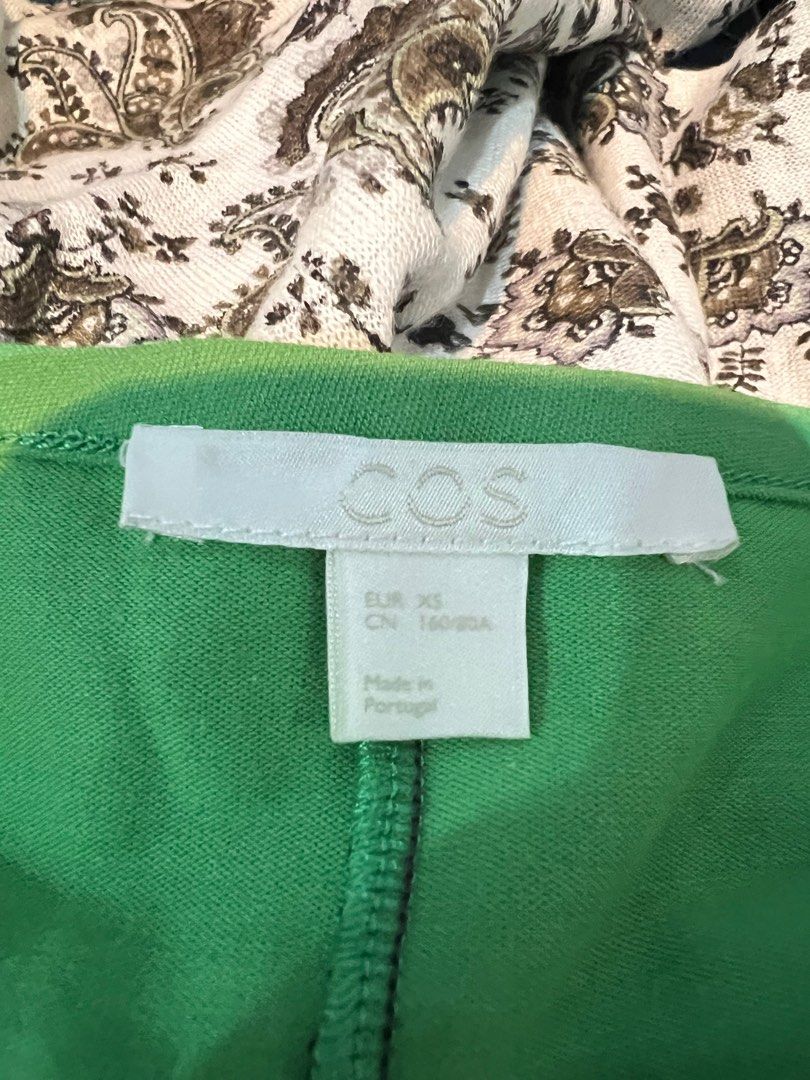 COS
EUR XS
CN 160/80A
Made in
Portugal